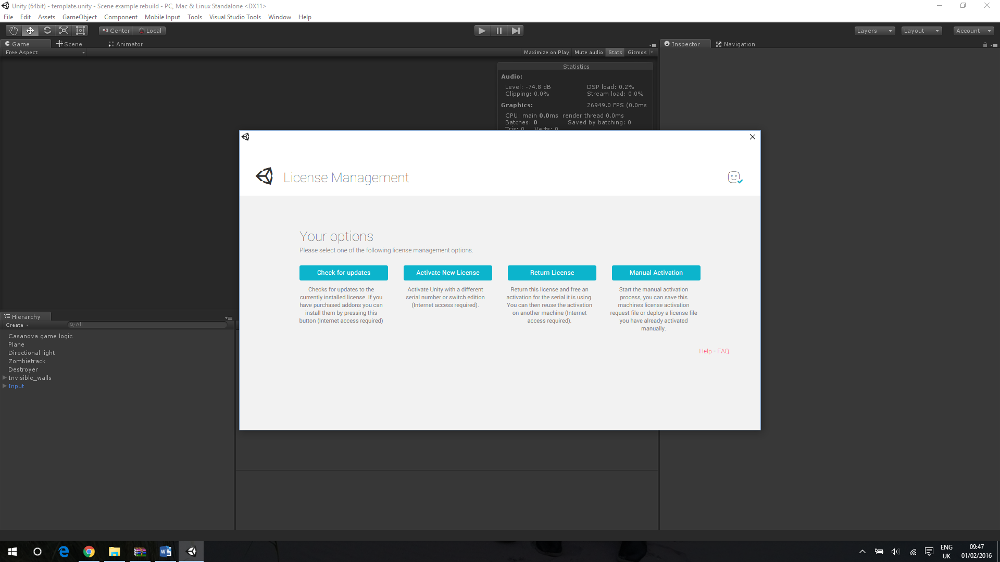 Unity (64bit) - template.unity - Scene example rebuild - PC, Mac & Linux Standalone <DX11>
File Edit Assets GameObject Component Mobile Input Tools Visual Studio Tools Window Help
Center Local Layers Layout Account
Game Scene Animator Inspector Navigation
Free Aspect Maximize on Play Mute audio Stats Gizmos
Statistics
Audio:
Level: -74.8 dB DSP load: 0.2%
Clipping: 0.0% Stream load: 0.0%
Graphics: 26949.0 FPS (0.0ms
CPU: main 0.0ms render thread 0.0ms
Batches: 0 Saved by batching: 0
Tris: 0 Verts: 0
License Management
Your options
Please select one of the following license management options.
Check for updates
Checks for updates to the
currently installed license. If you
have purchased addons you can
install them by pressing this
button (Internet access required)
Activate New License
Activate Unity with a different
serial number or switch edition
(Internet access required).
Return License
Return this license and free an
activation for the serial it is using.
You can then reuse the activation
on another machine (Internet
access required).
Manual Activation
Start the manual activation
process, you can save this
machines license activation
request file or deploy a license file
you have already activated
manually.
Help - FAQ
Hierarchy
Create All
Casanova game logic
Plane
Directional light
Zombietrack
Destroyer
Invisible_walls
Input
ENG
UK
09:47
01/02/2016